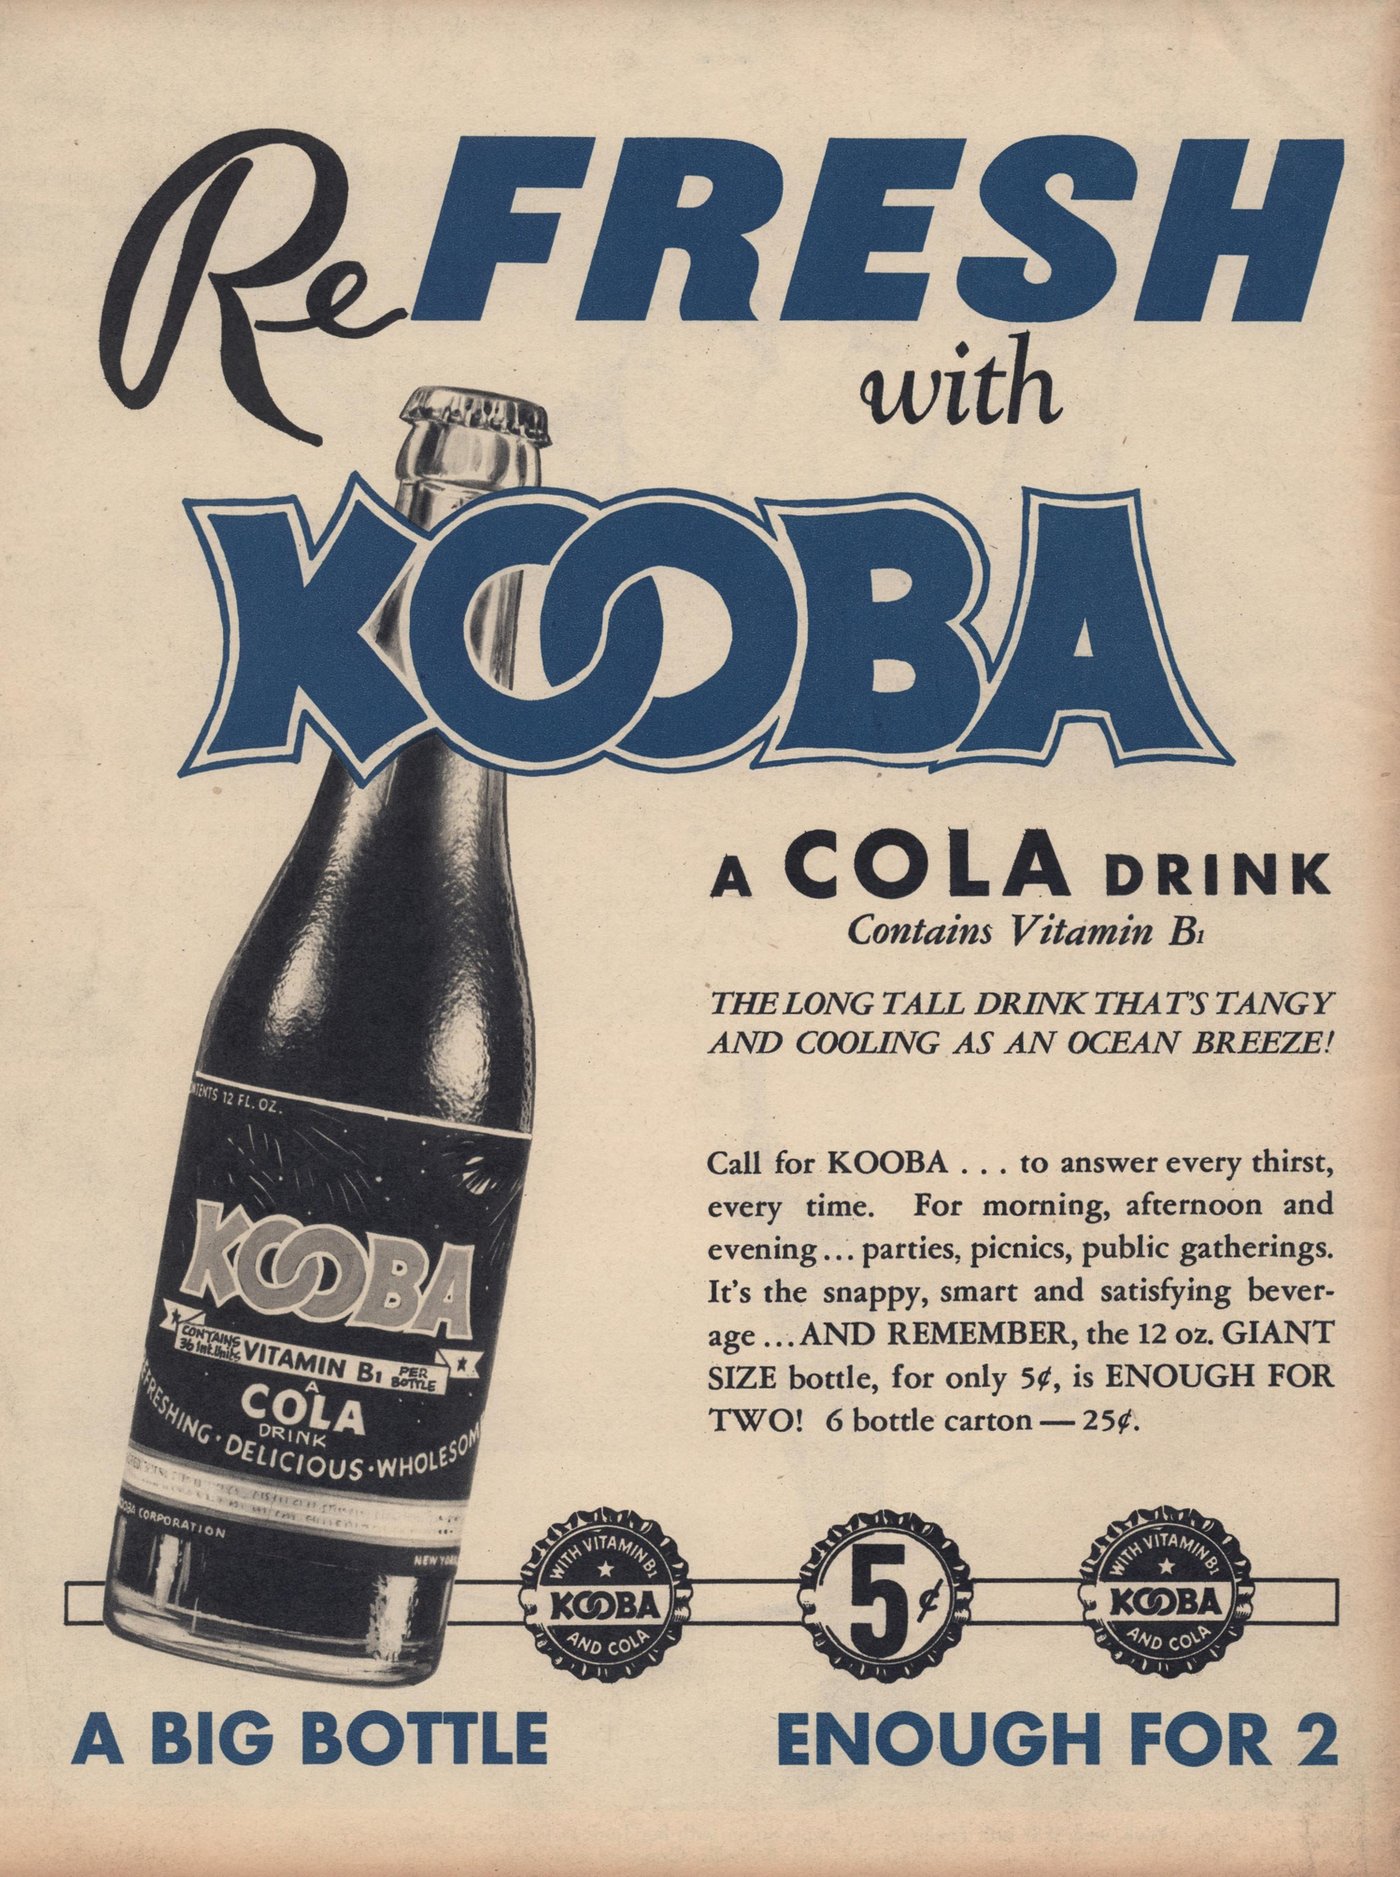 ReFRESH
with
KOOBA
A COLA DRINK
Contains Vitamin B1
THE LONG TALL DRINK THAT'S TANGY
AND COOLING AS AN OCEAN BREEZE!
Call for KOOBA . . . to answer every thirst,
every time. For morning, afternoon and
evening... parties, picnics, public gatherings.
It's the snappy, smart and satisfying bever-
age ...AND REMEMBER, the 12 oz. GIANT
SIZE bottle, for only 5¢, is ENOUGH FOR
TWO! 6 bottle carton — 25¢.
12 FL. OZ.
KOOBA
CONTAINS
36 Int. Units
VITAMIN B1
PER
BOTTLE
A
COLA
DRINK
FRESHING · DELICIOUS · WHOLESOM
CORPORATION
NEW YORK
WITH VITAMIN B1
KOOBA
AND COLA
5¢
WITH VITAMIN B1
KOOBA
AND COLA
A BIG BOTTLE
ENOUGH FOR 2